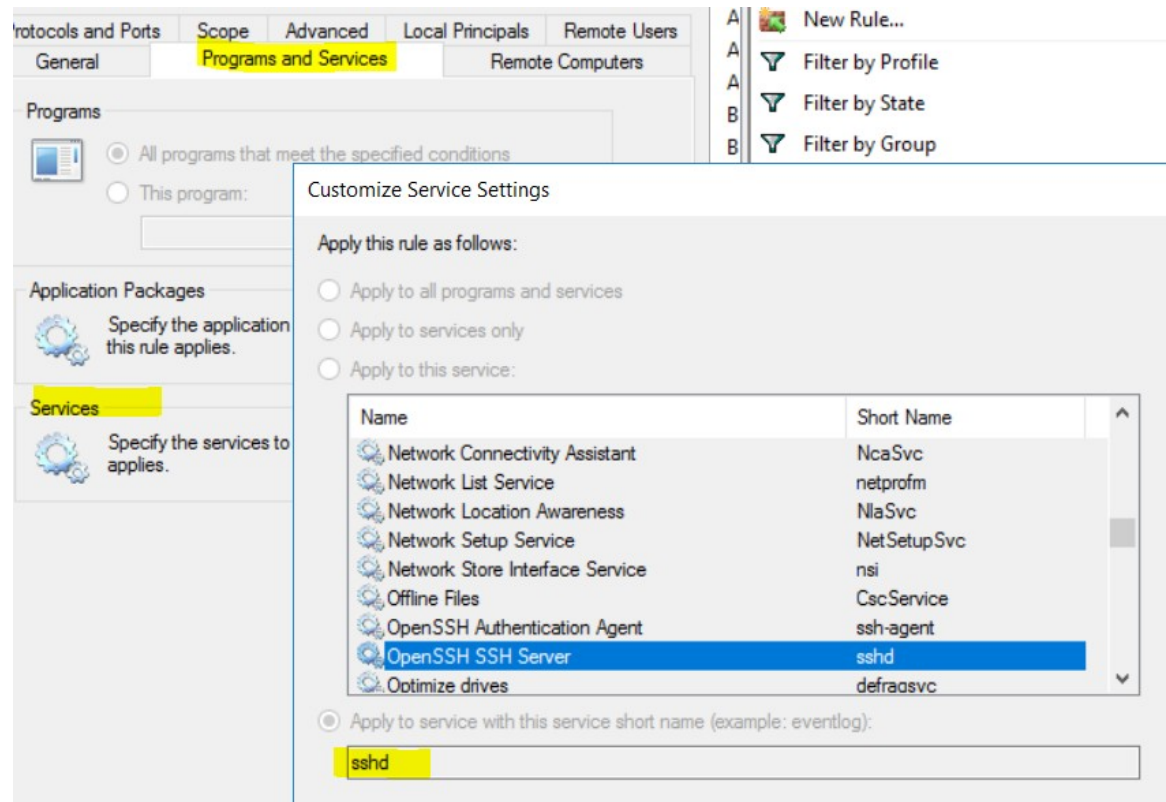 Protocols and Ports Scope Advanced Local Principals Remote Users
General Programs and Services Remote Computers
Programs
All programs that meet the specified conditions
This program:
Application Packages
Specify the application
this rule applies.
Services
Specify the services to
applies.
A
A
A
B
B
New Rule...
Filter by Profile
Filter by State
Filter by Group
Customize Service Settings
Apply this rule as follows:
Apply to all programs and services
Apply to services only
Apply to this service:
Name Short Name
Network Connectivity Assistant NcaSvc
Network List Service netprofm
Network Location Awareness NlaSvc
Network Setup Service NetSetupSvc
Network Store Interface Service nsi
Offline Files CscService
OpenSSH Authentication Agent ssh-agent
OpenSSH SSH Server sshd
Optimize drives defragsvc
Apply to service with this service short name (example: eventlog):
sshd